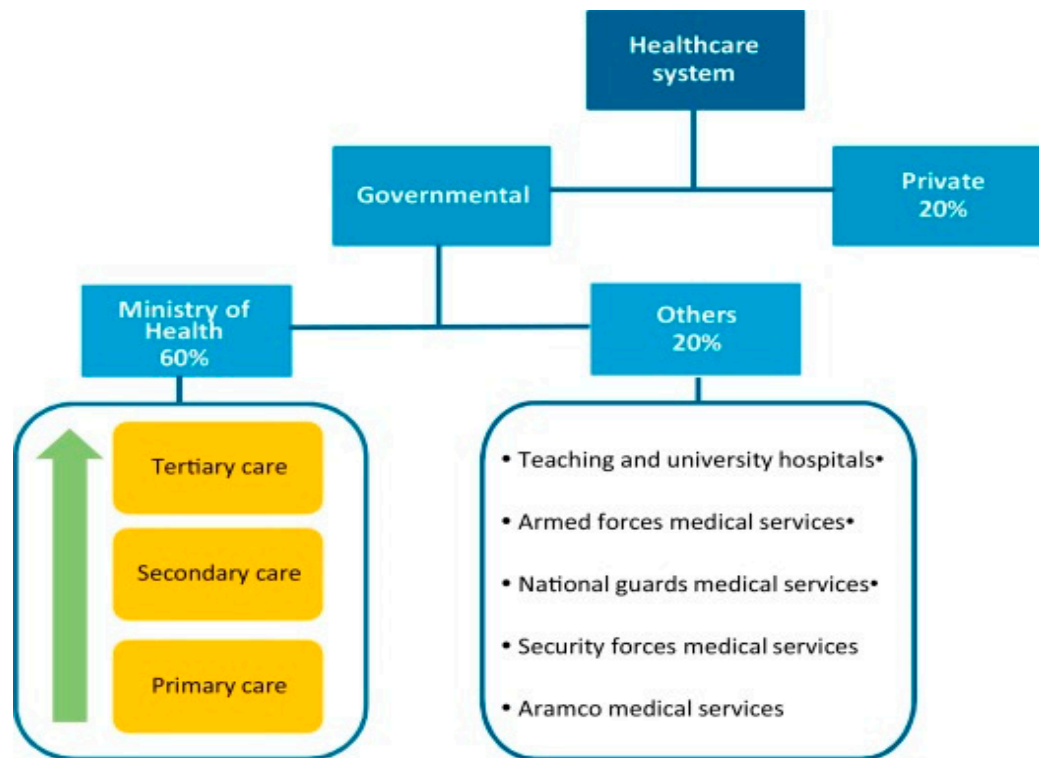 Healthcare
system
Governmental
Private
20%
Ministry of
Health
60%
Others
20%
Tertiary care
Secondary care
Primary care
• Teaching and university hospitals•
• Armed forces medical services•
• National guards medical services•
• Security forces medical services
• Aramco medical services